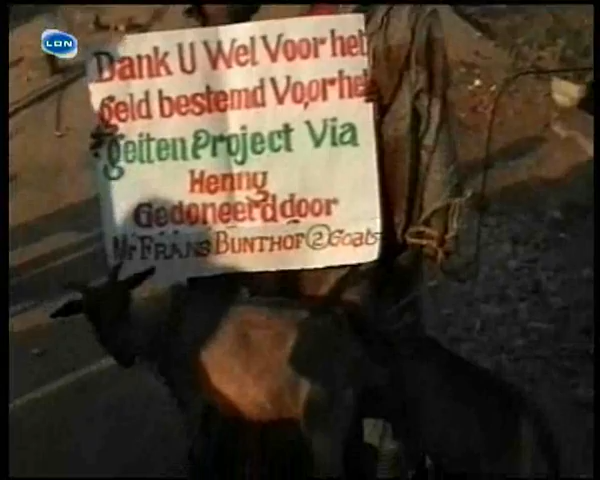 LDN
Dank U Wel Voor het
geld bestemd Voor het
geiten Project Via
Henny
Gedoneerd door
Mr FRANS BUNTHOF 2 Goats